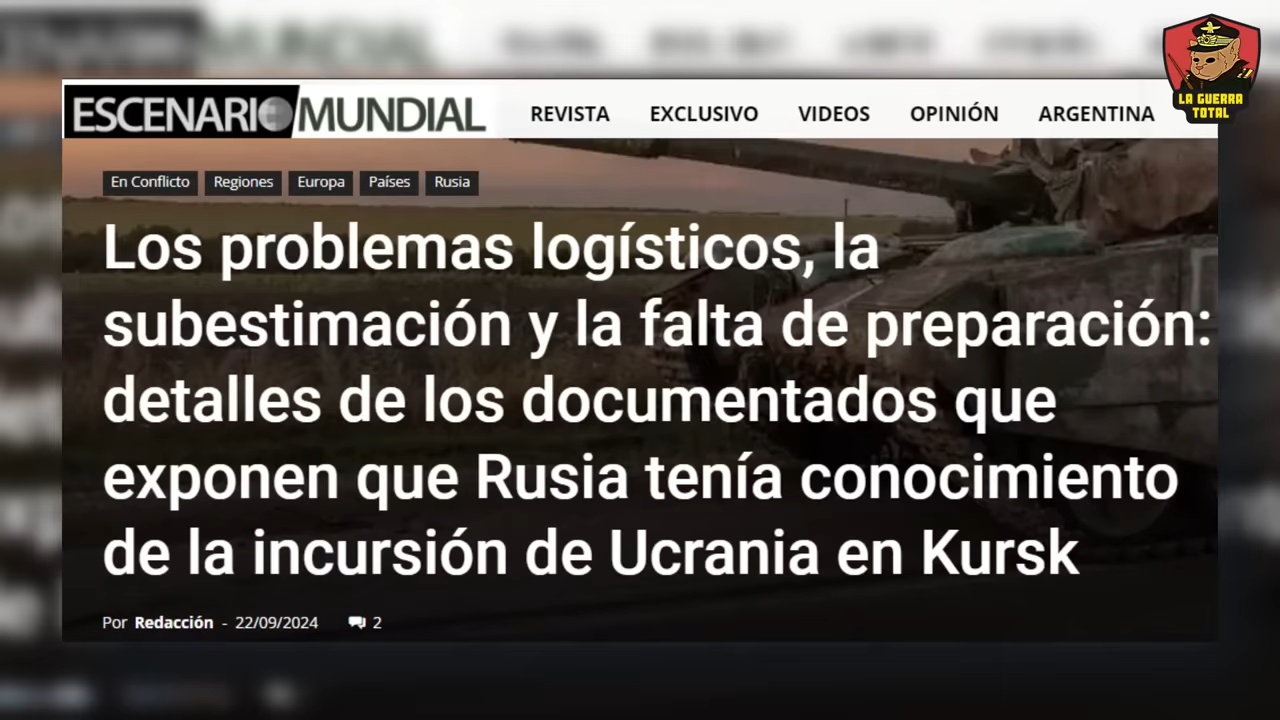 ESCENARIO MUNDIAL
REVISTA EXCLUSIVO VIDEOS OPINIÓN ARGENTINA
LA GUERRA
TOTAL
En Conflicto Regiones Europa Países Rusia
Los problemas logísticos, la
subestimación y la falta de preparación:
detalles de los documentados que
exponen que Rusia tenía conocimiento
de la incursión de Ucrania en Kursk
Por Redacción - 22/09/2024 2